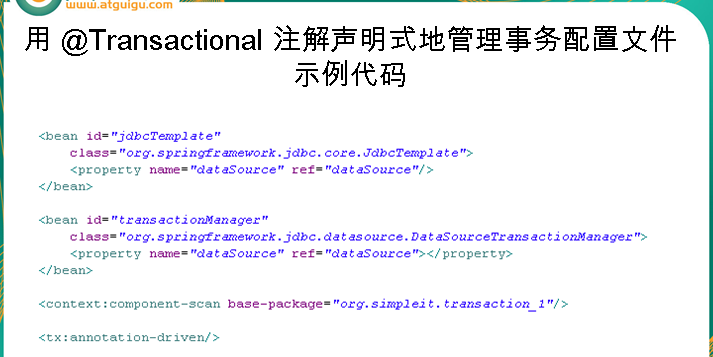 www.atguigu.com
用 @Transactional 注解声明式地管理事务配置文件
示例代码
<bean id="jdbcTemplate"
class="org.springframework.jdbc.core.JdbcTemplate">
<property name="dataSource" ref="dataSource"/>
</bean>
<bean id="transactionManager"
class="org.springframework.jdbc.datasource.DataSourceTransactionManager">
<property name="dataSource" ref="dataSource"></property>
</bean>
<context:component-scan base-package="org.simpleit.transaction_1"/>
<tx:annotation-driven/>